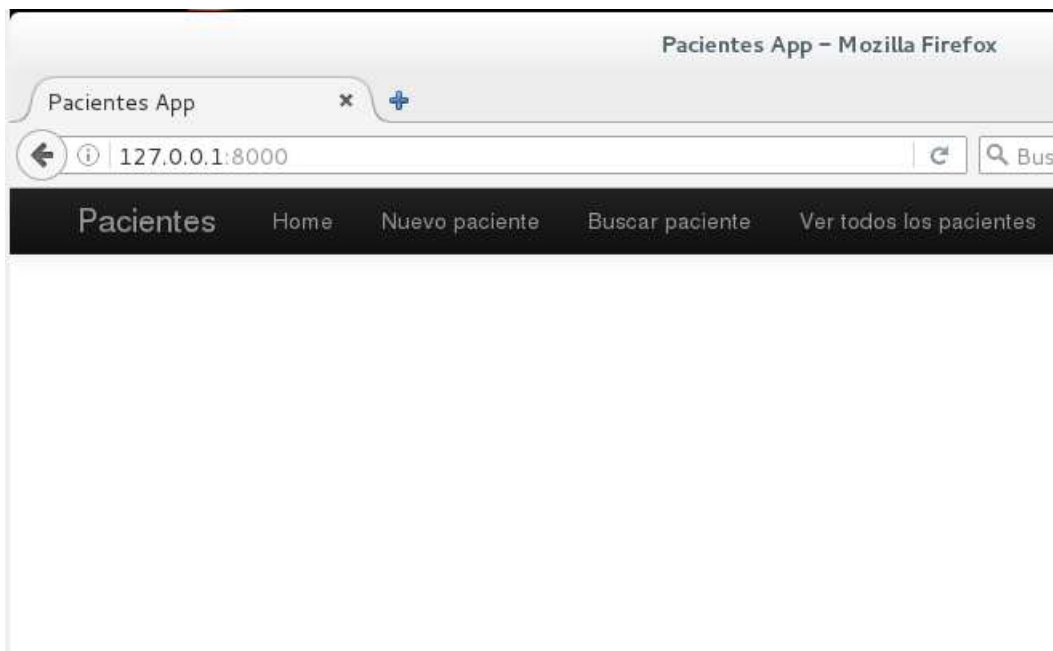 Pacientes App - Mozilla Firefox
Pacientes App
127.0.0.1:8000
Bus
Pacientes Home Nuevo paciente Buscar paciente Ver todos los pacientes